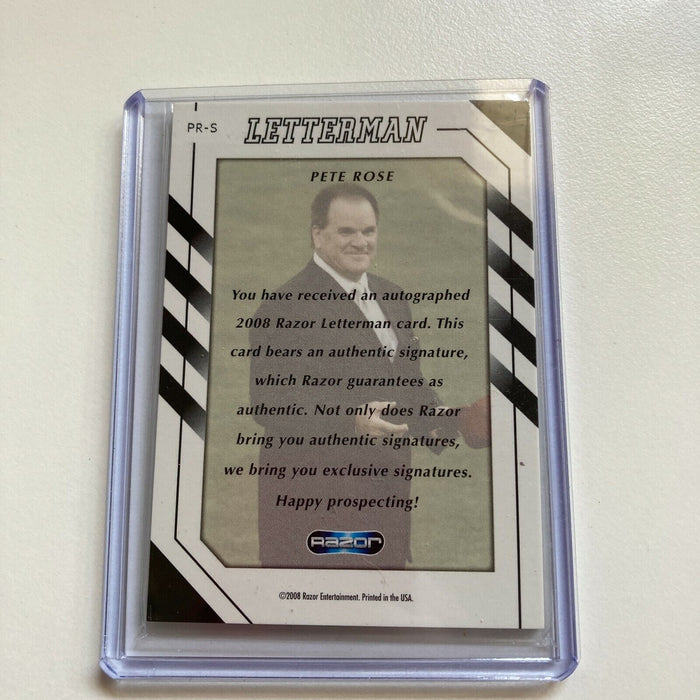 PR-S
LETTERMAN
PETE ROSE
You have received an autographed
2008 Razor Letterman card. This
card bears an authentic signature,
which Razor guarantees as
authentic. Not only does Razor
bring you authentic signatures,
we bring you exclusive signatures.
Happy prospecting!
RAZOR
©2008 Razor Entertainment. Printed in the USA.